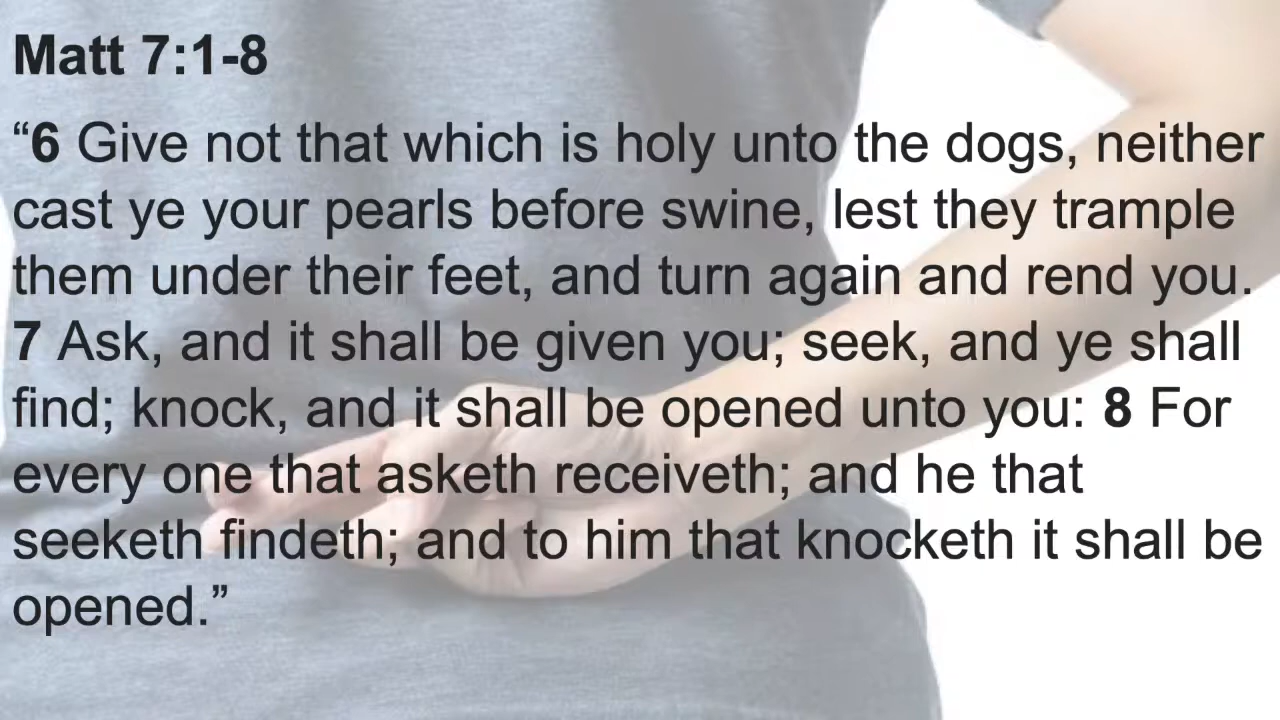 Matt 7:1-8
“6 Give not that which is holy unto the dogs, neither
cast ye your pearls before swine, lest they trample
them under their feet, and turn again and rend you.
7 Ask, and it shall be given you; seek, and ye shall
find; knock, and it shall be opened unto you: 8 For
every one that asketh receiveth; and he that
seeketh findeth; and to him that knocketh it shall be
opened.”